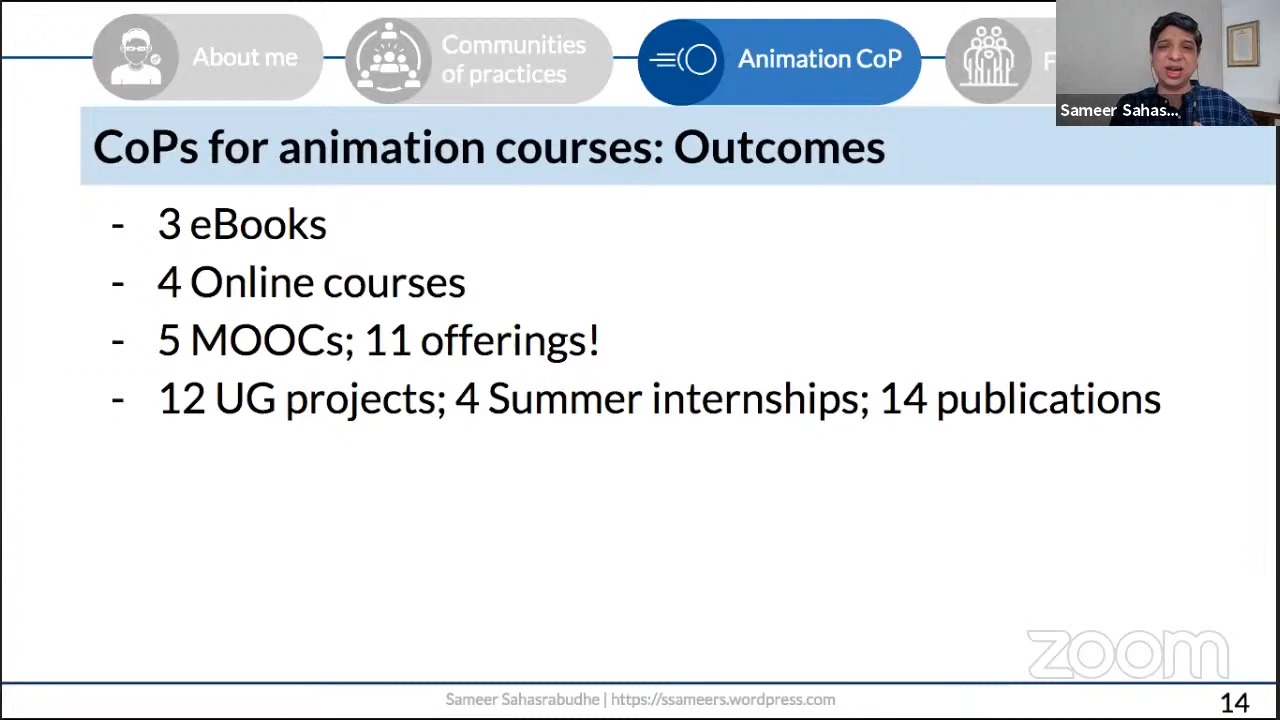 About me
Communities
of practices
Animation CoP
F
Sameer Sahas...
CoPs for animation courses: Outcomes
- 3 eBooks
- 4 Online courses
- 5 MOOCs; 11 offerings!
- 12 UG projects; 4 Summer internships; 14 publications
zoom
Sameer Sahasrabudhe | https://ssameers.wordpress.com
14